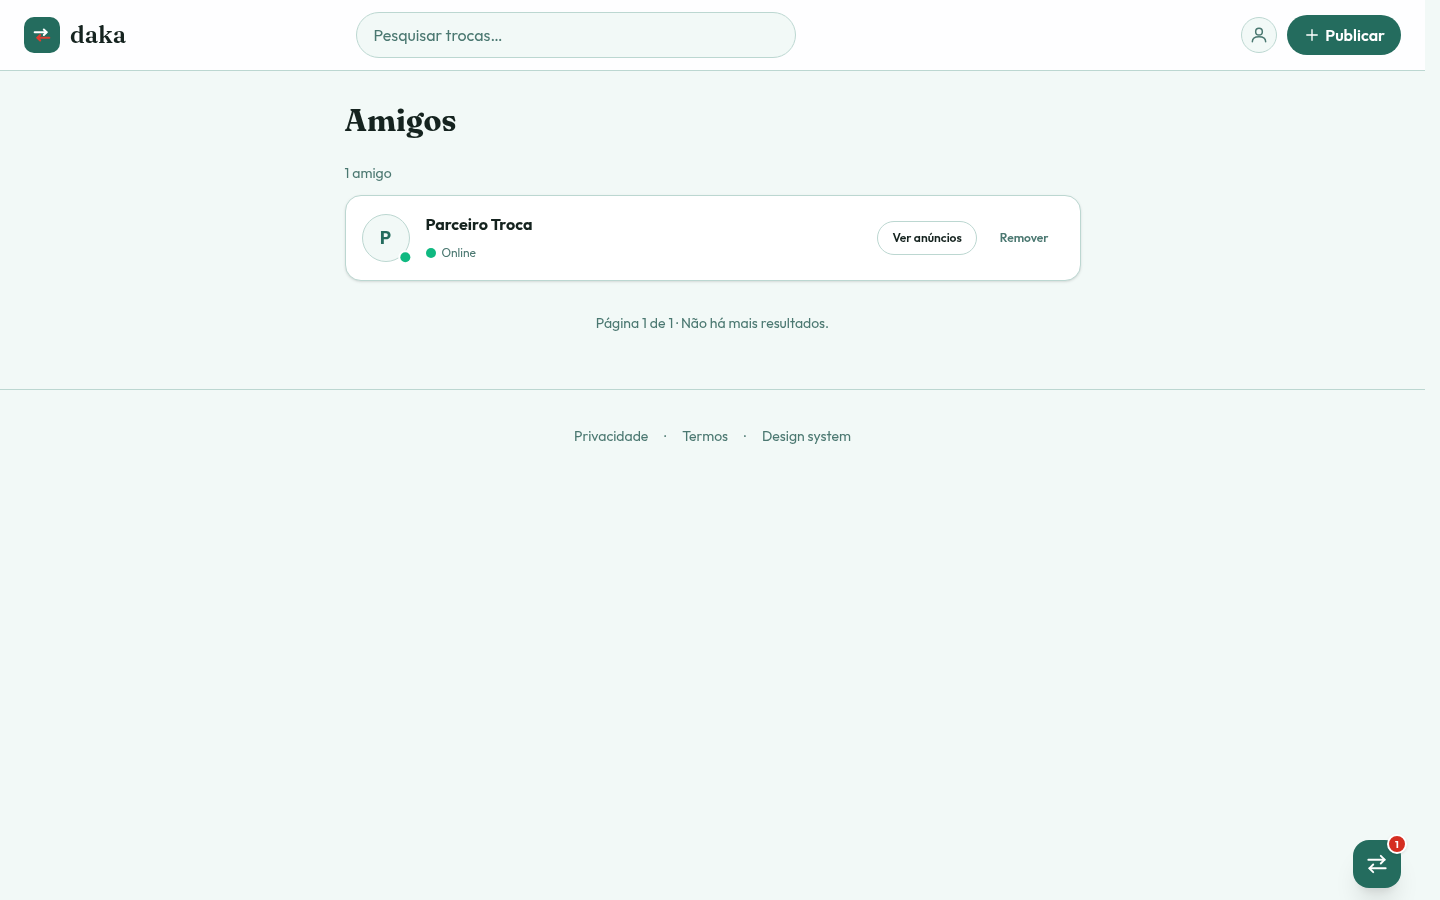 daka
Pesquisar trocas…
Publicar
Amigos
1 amigo
P
Parceiro Troca
Online
Ver anúncios
Remover
Página 1 de 1 · Não há mais resultados.
Privacidade · Termos · Design system
1